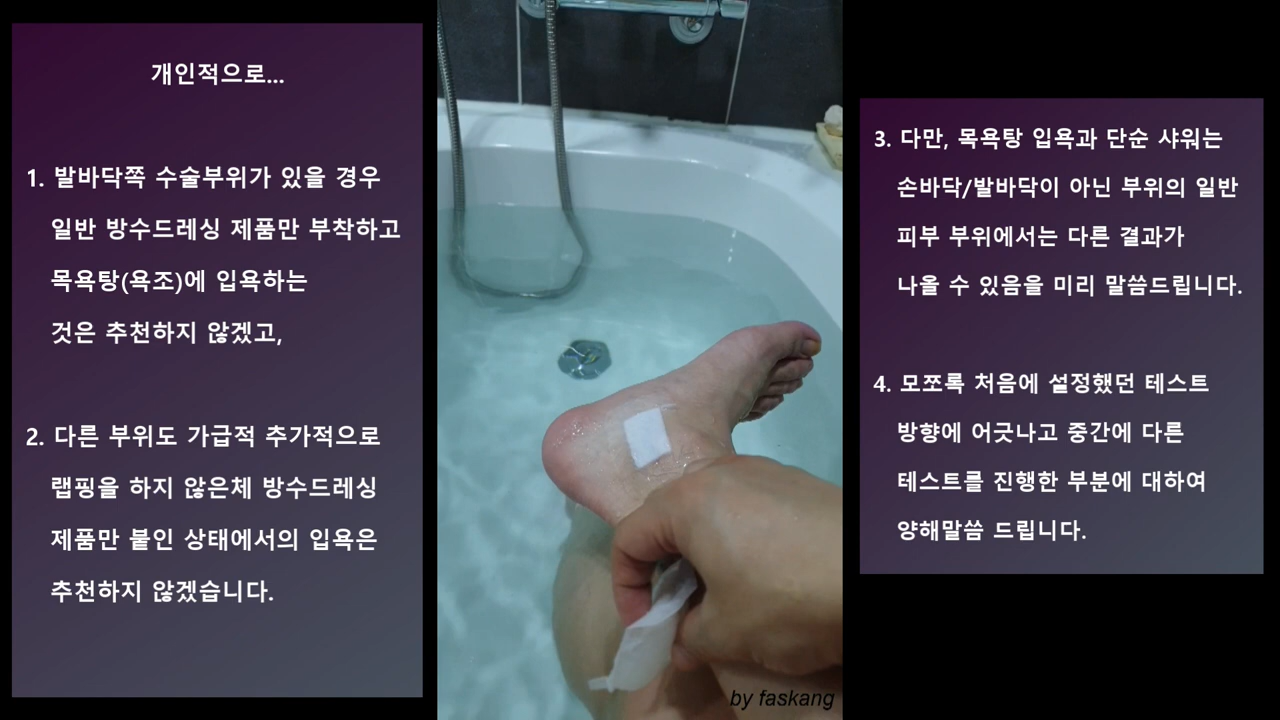 개인적으로...
1. 발바닥쪽 수술부위가 있을 경우
일반 방수드레싱 제품만 부착하고
목욕탕(욕조)에 입욕하는
것은 추천하지 않겠고,
2. 다른 부위도 가급적 추가적으로
랩핑을 하지 않은체 방수드레싱
제품만 붙인 상태에서의 입욕은
추천하지 않겠습니다.
3. 다만, 목욕탕 입욕과 단순 샤워는
손바닥/발바닥이 아닌 부위의 일반
피부 부위에서는 다른 결과가
나올 수 있음을 미리 말씀드립니다.
4. 모쪼록 처음에 설정했던 테스트
방향에 어긋나고 중간에 다른
테스트를 진행한 부분에 대하여
양해말씀 드립니다.
by faskang